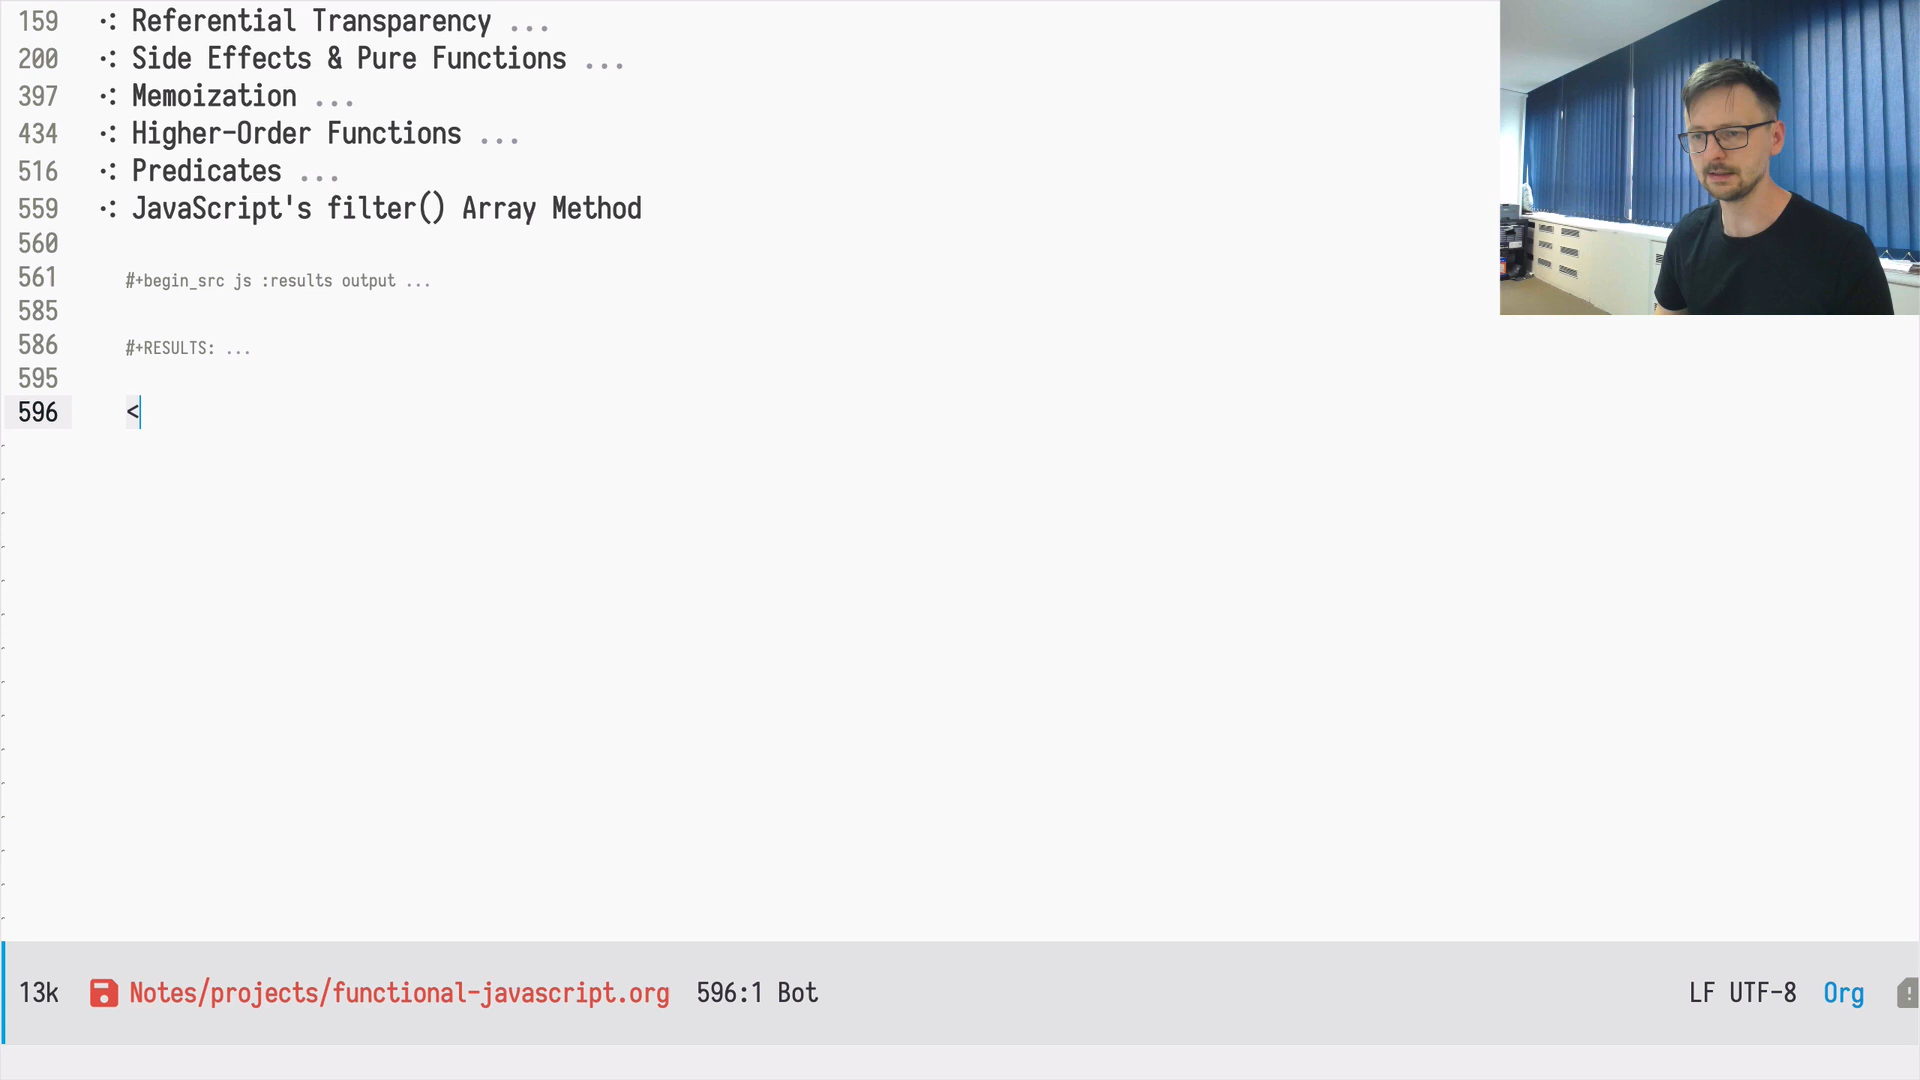 159 ·: Referential Transparency ...
200 ·: Side Effects & Pure Functions ...
397 ·: Memoization ...
434 ·: Higher-Order Functions ...
516 ·: Predicates ...
559 ·: JavaScript's filter() Array Method
560
561 #+begin_src js :results output ...
585
586 #+RESULTS: ...
595
596 <
13k Notes/projects/functional-javascript.org 596:1 Bot LF UTF-8 Org